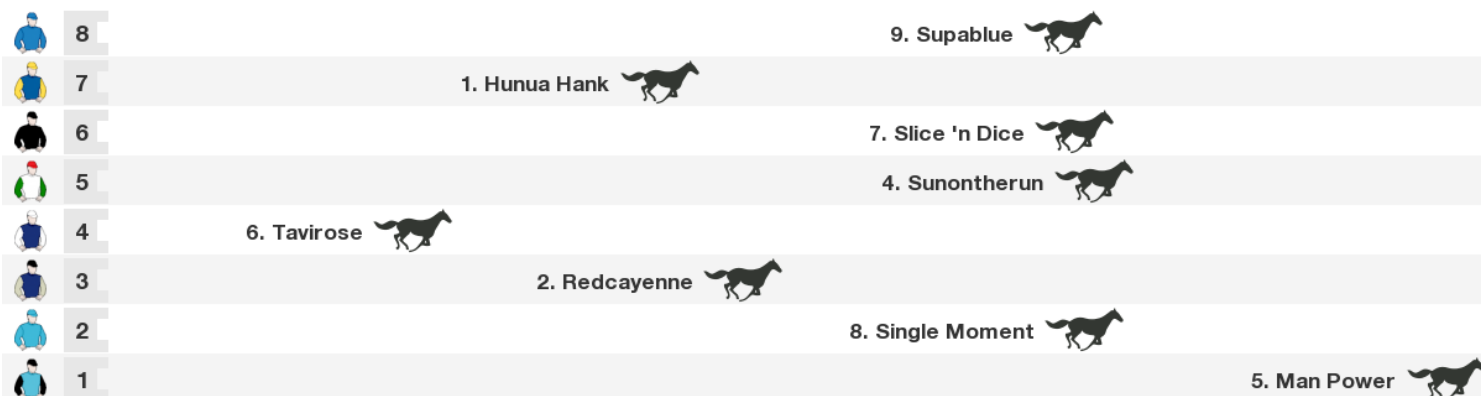 8 9. Supablue
7 1. Hunua Hank
6 7. Slice 'n Dice
5 4. Sunontherun
4 6. Tavirose
3 2. Redcayenne
2 8. Single Moment
1 5. Man Power